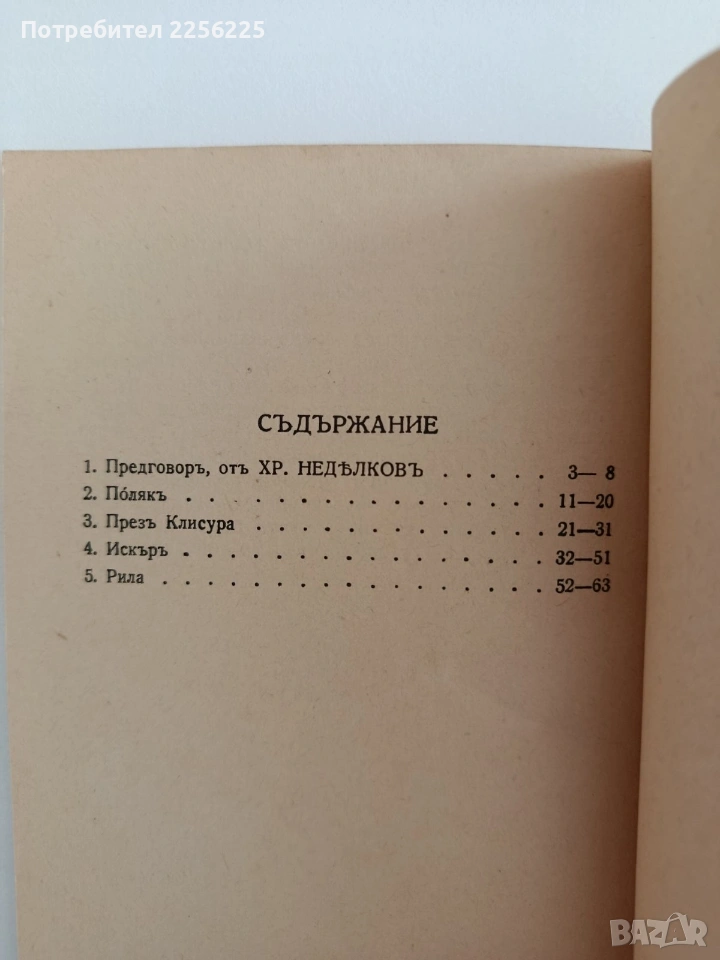 Потребител 2256225
СЪДЪРЖАНИЕ
1. Предговоръ, отъ ХР. НЕДѢЛКОВЪ . . . . . 3— 8
2. По́лякъ . . . . . . . . . . . . . . . . 11—20
3. Презъ Клисура . . . . . . . . . . . . . 21—31
4. Искъръ . . . . . . . . . . . . . . . . 32—51
5. Рила . . . . . . . . . . . . . . . . . 52—63
BAZAR